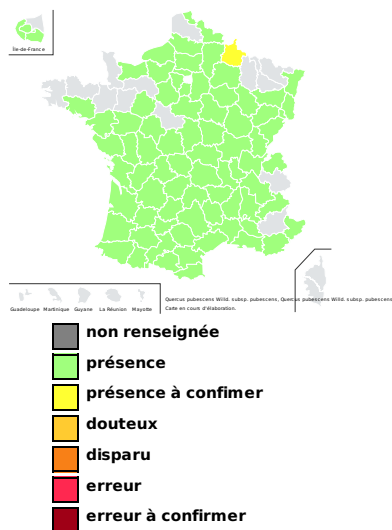 Île-de-France
Guadeloupe Martinique Guyane La Réunion Mayotte
Quercus pubescens Willd. subsp. pubescens, Quercus pubescens Willd. subsp. pubescens
Carte en cours d'élaboration.
non renseignée
présence
présence à confimer
douteux
disparu
erreur
erreur à confirmer